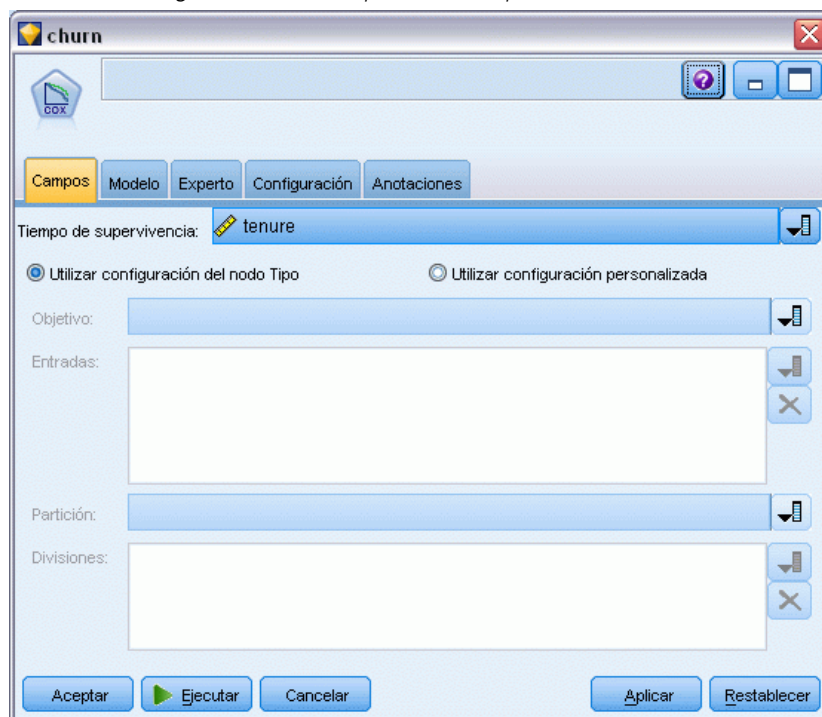 churn
COX
Campos Modelo Experto Configuración Anotaciones
Tiempo de supervivencia: tenure
Utilizar configuración del nodo Tipo Utilizar configuración personalizada
Objetivo:
Entradas:
Partición:
Divisiones:
Aceptar Ejecutar Cancelar Aplicar Restablecer